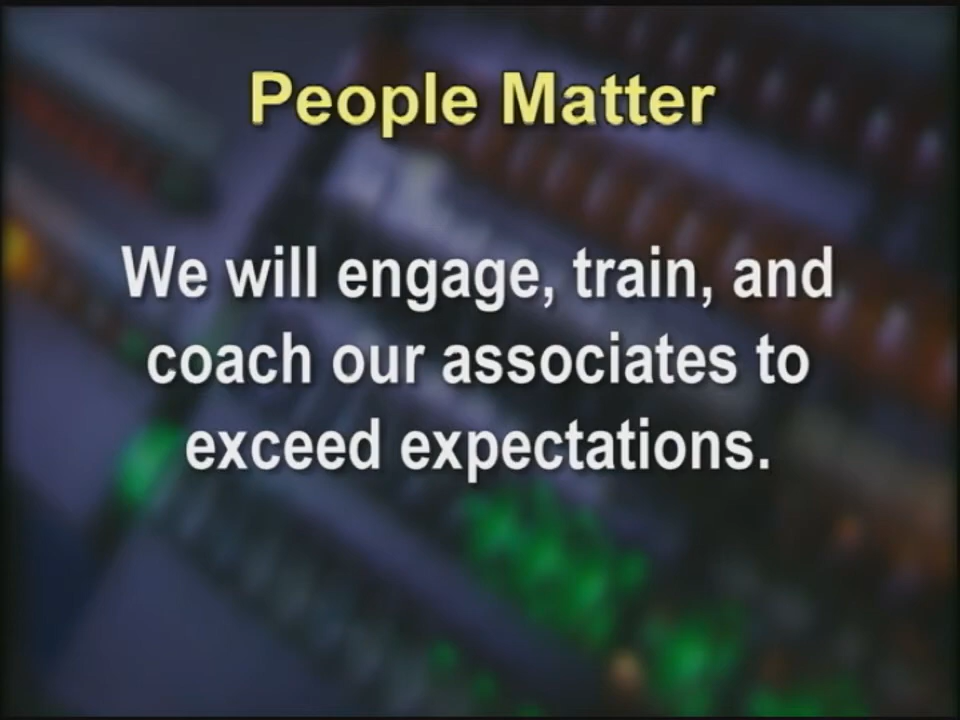 People Matter
We will engage, train, and
coach our associates to
exceed expectations.